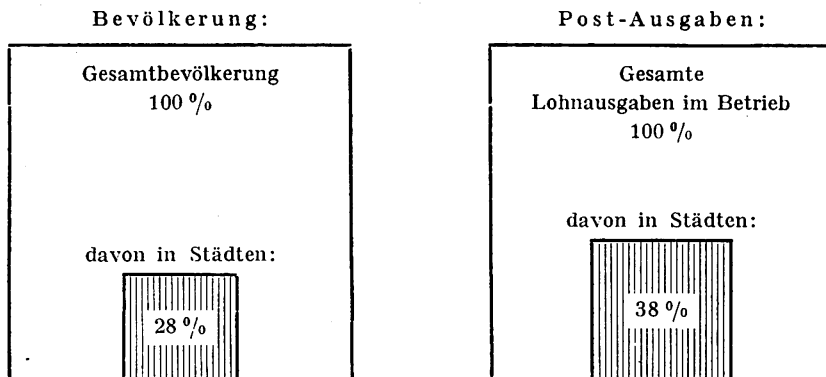 Bevölkerung:
Gesamtbevölkerung
100 %
davon in Städten:
28 %
Post-Ausgaben:
Gesamte
Lohnausgaben im Betrieb
100 %
davon in Städten:
38 %